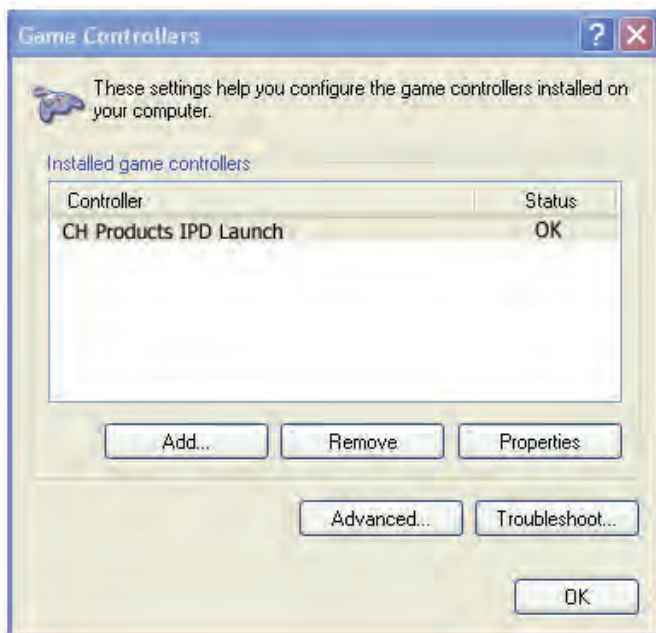 Game Controllers
These settings help you configure the game controllers installed on
your computer.
Installed game controllers
Controller Status
CH Products IPD Launch OK
Add... Remove Properties
Advanced... Troubleshoot...
OK